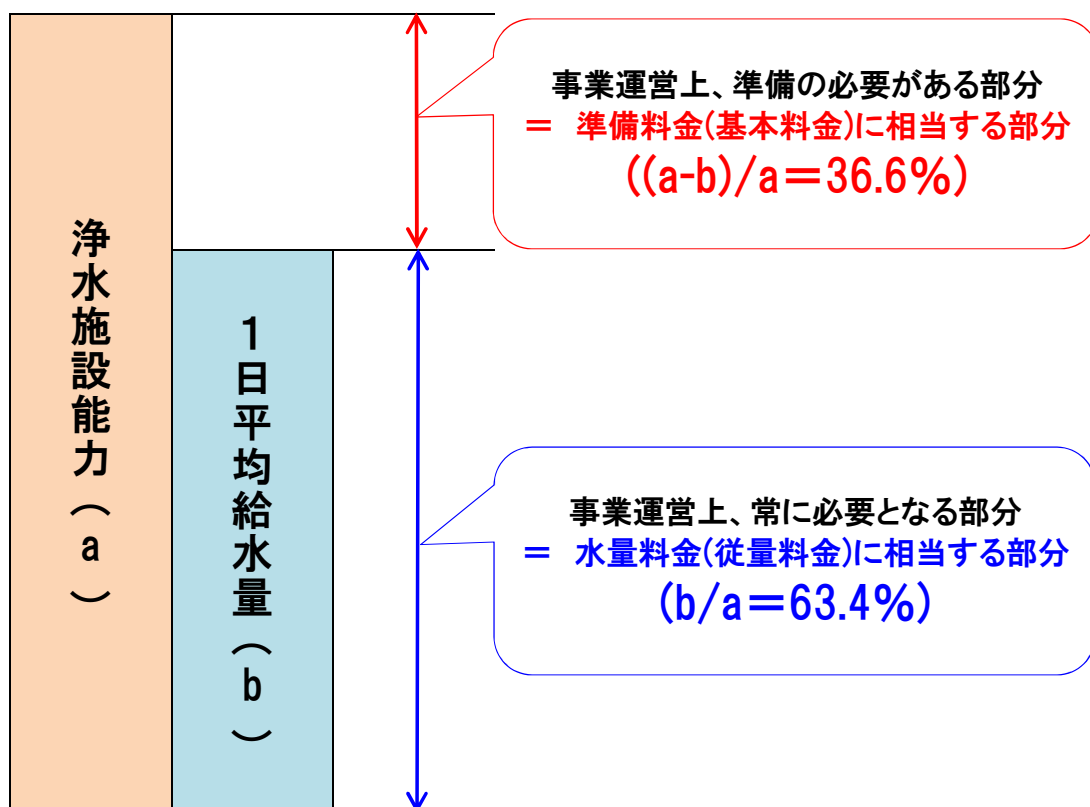 浄水施設能力(a)
1日平均給水量(b)
事業運営上、準備の必要がある部分
= 準備料金(基本料金)に相当する部分
((a-b)/a=36.6%)
事業運営上、常に必要となる部分
= 水量料金(従量料金)に相当する部分
(b/a=63.4%)